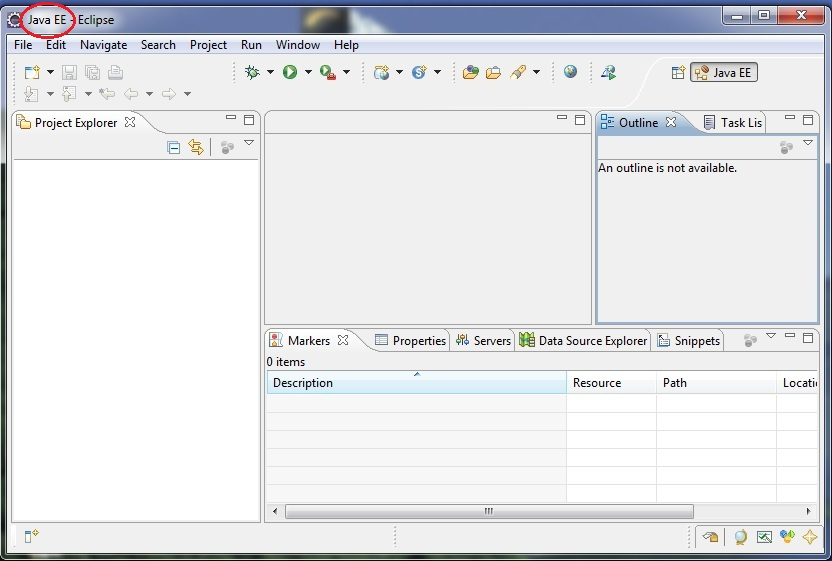 Java EE - Eclipse
File Edit Navigate Search Project Run Window Help
Java EE
Project Explorer
Outline Task Lis
An outline is not available.
Markers Properties Servers Data Source Explorer Snippets
0 items
Description Resource Path Locati